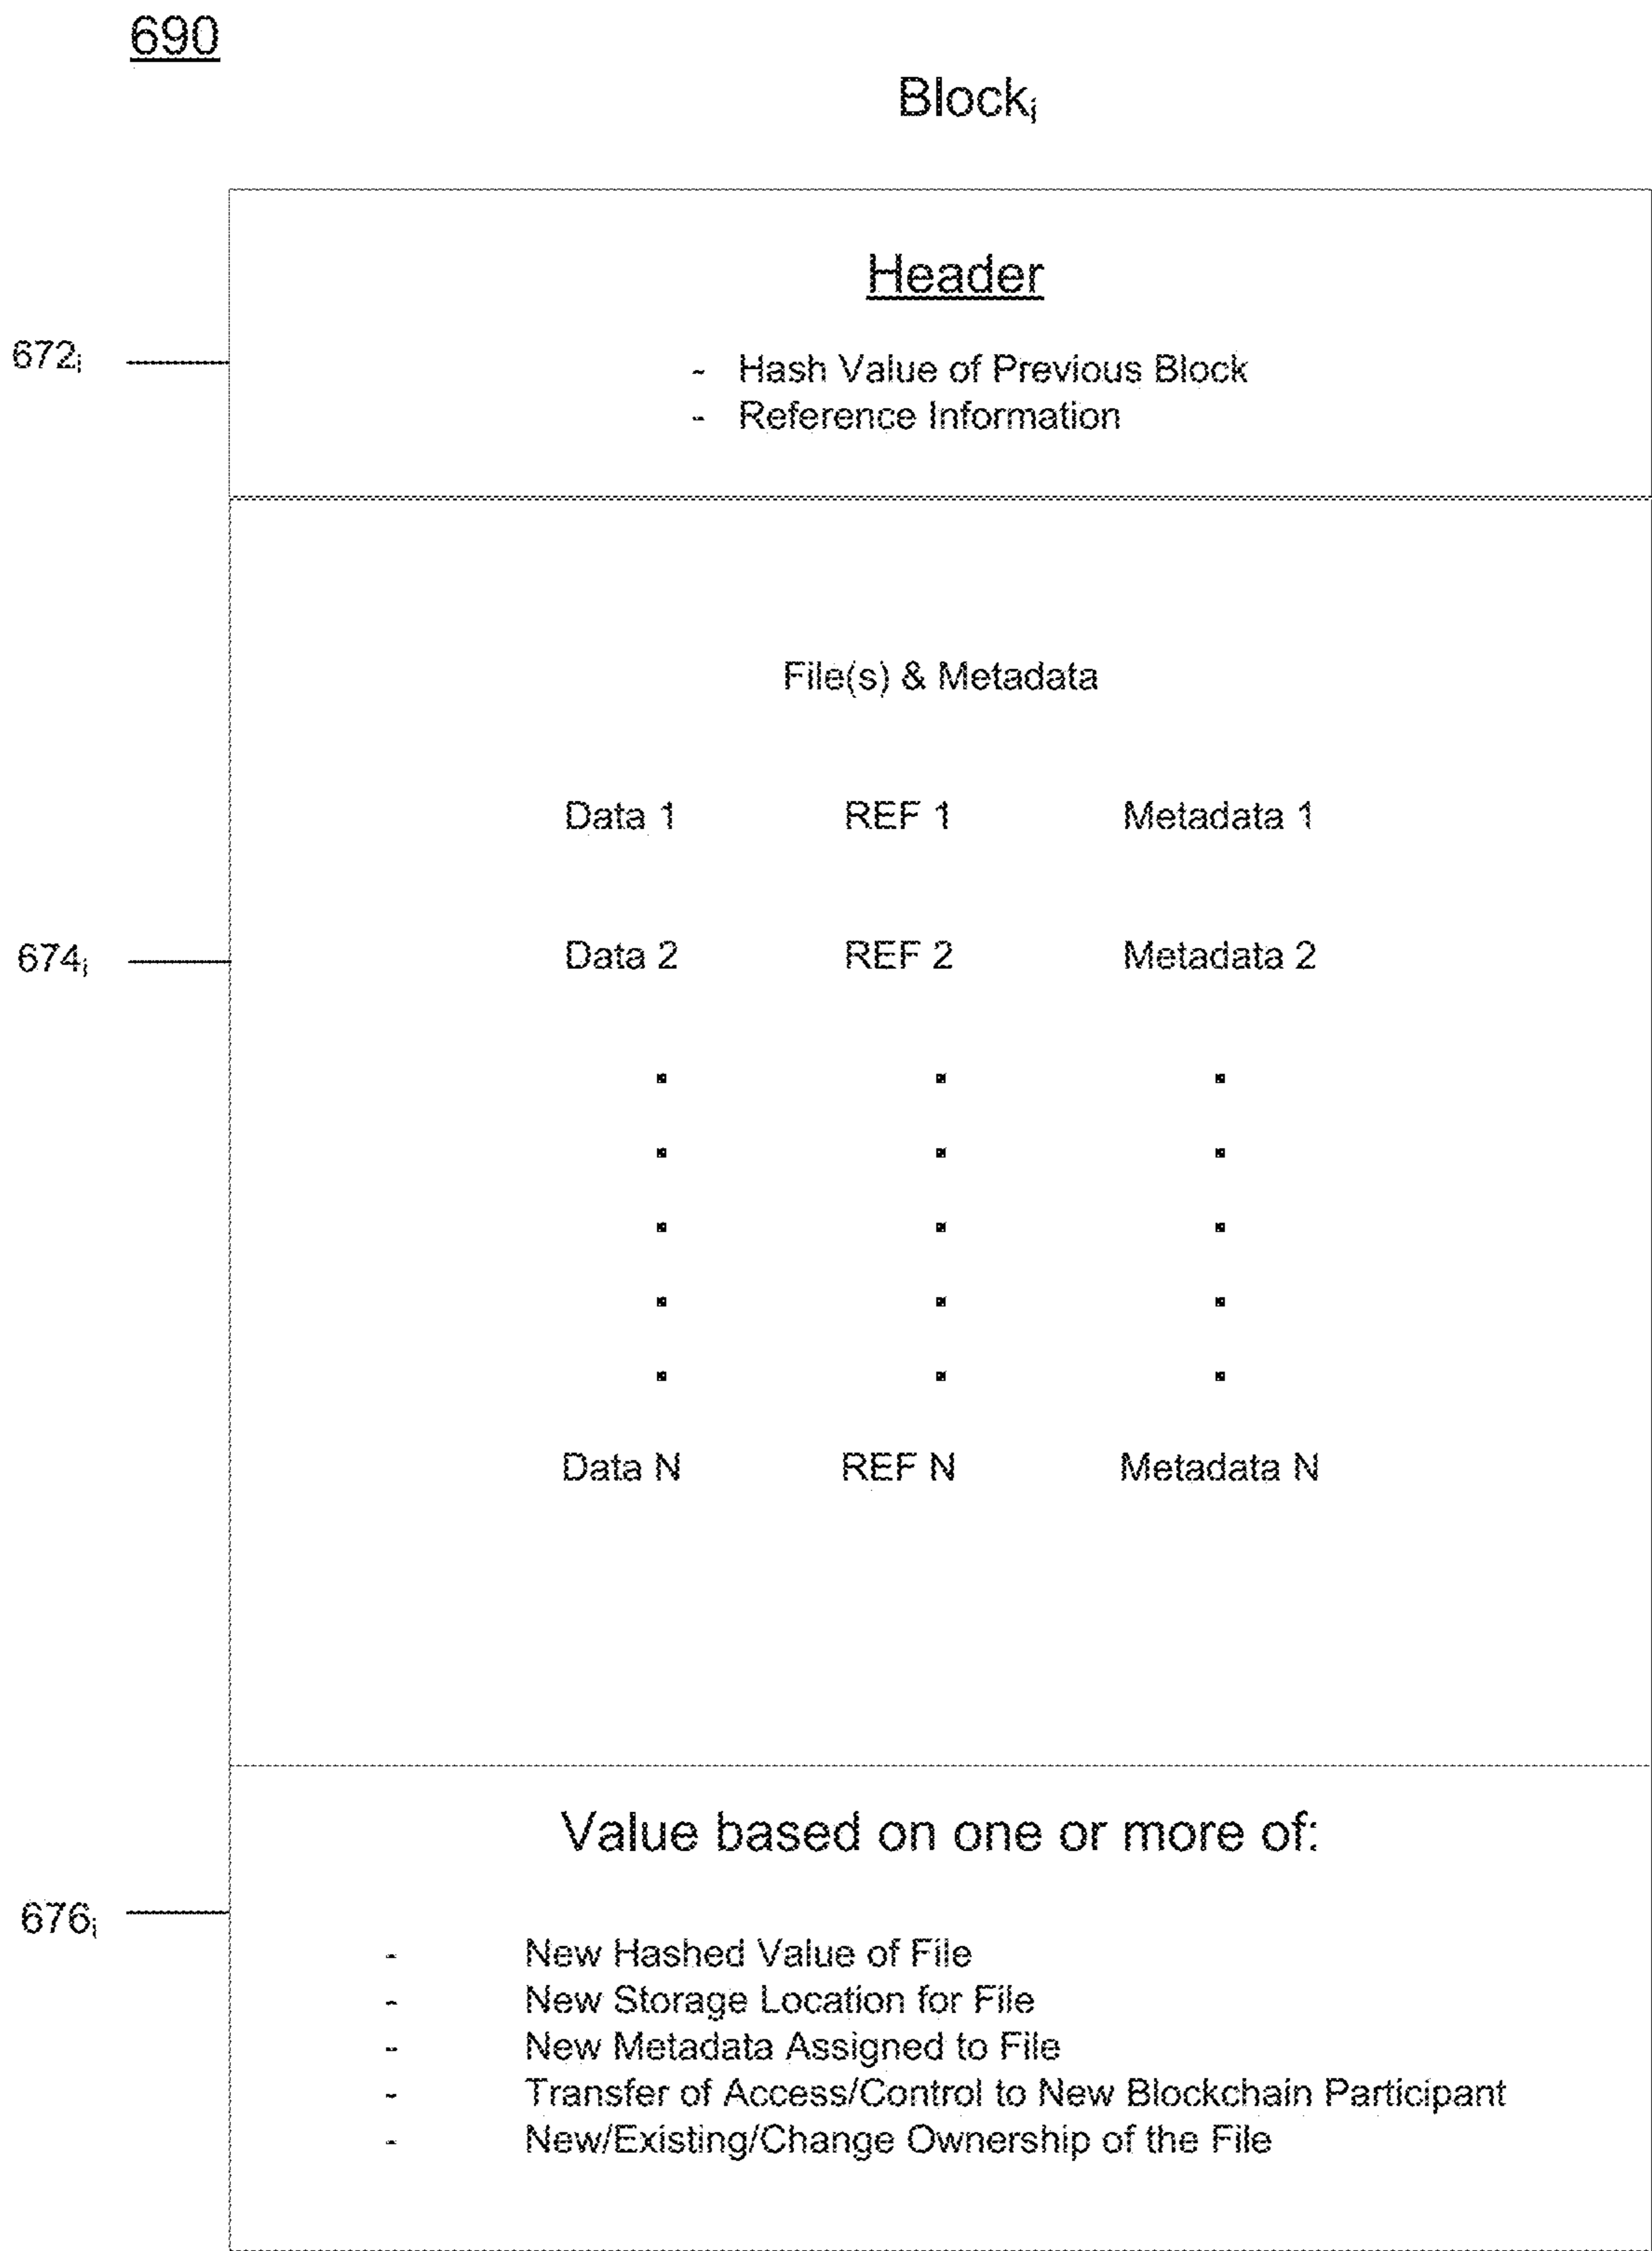 690
Blockᵢ
Header
672ᵢ
- Hash Value of Previous Block
- Reference Information
File(s) & Metadata
Data 1 REF 1 Metadata 1
674ᵢ
Data 2 REF 2 Metadata 2
Data N REF N Metadata N
Value based on one or more of:
676ᵢ
- New Hashed Value of File
- New Storage Location for File
- New Metadata Assigned to File
- Transfer of Access/Control to New Blockchain Participant
- New/Existing/Change Ownership of the File